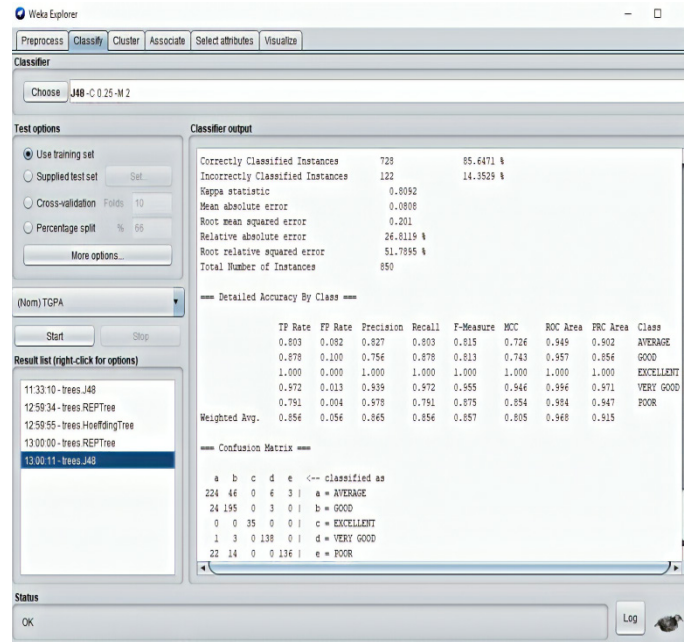 Weka Explorer
Preprocess Classify Cluster Associate Select attributes Visualize
Classifier
Choose J48 -C 0.25 -M 2
Test options
Use training set
Supplied test set Set...
Cross-validation Folds 10
Percentage split % 66
More options...
(Nom) TGPA
Start Stop
Result list (right-click for options)
11:33:10 - trees.J48
12:59:34 - trees.REPTree
12:59:55 - trees.HoeffdingTree
13:00:00 - trees.REPTree
13:00:11 - trees.J48
Classifier output
Correctly Classified Instances 728 85.6471 %
Incorrectly Classified Instances 122 14.3529 %
Kappa statistic 0.8092
Mean absolute error 0.0808
Root mean squared error 0.201
Relative absolute error 26.8119 %
Root relative squared error 51.7895 %
Total Number of Instances 850
=== Detailed Accuracy By Class ===
TP Rate FP Rate Precision Recall F-Measure MCC ROC Area PRC Area Class
0.803 0.082 0.827 0.803 0.815 0.726 0.949 0.902 AVERAGE
0.878 0.100 0.756 0.878 0.813 0.743 0.957 0.856 GOOD
1.000 0.000 1.000 1.000 1.000 1.000 1.000 1.000 EXCELLENT
0.972 0.013 0.939 0.972 0.955 0.946 0.996 0.971 VERY GOOD
0.791 0.004 0.978 0.791 0.875 0.854 0.984 0.947 POOR
Weighted Avg. 0.856 0.056 0.865 0.856 0.857 0.805 0.968 0.915
=== Confusion Matrix ===
a b c d e <-- classified as
224 46 0 6 3 | a = AVERAGE
24 195 0 3 0 | b = GOOD
0 0 35 0 0 | c = EXCELLENT
1 3 0 138 0 | d = VERY GOOD
22 14 0 0 136 | e = POOR
Status
OK
Log